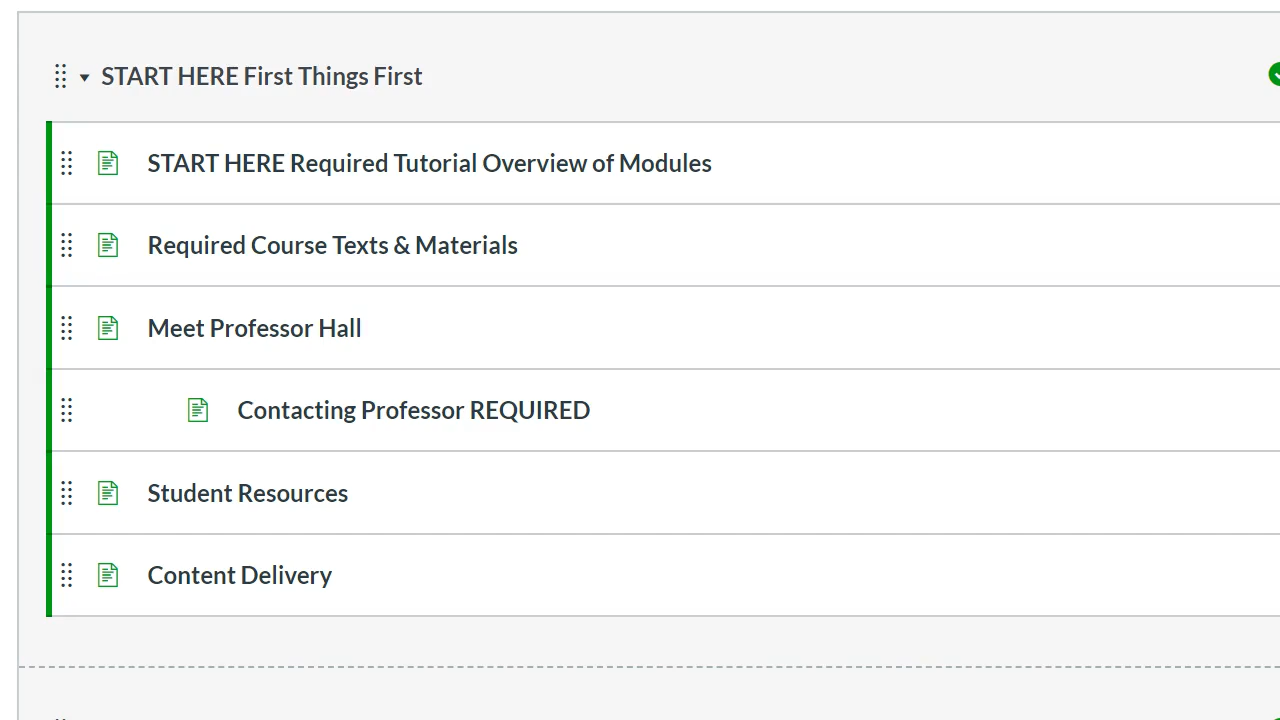 START HERE First Things First
START HERE Required Tutorial Overview of Modules
Required Course Texts & Materials
Meet Professor Hall
Contacting Professor REQUIRED
Student Resources
Content Delivery